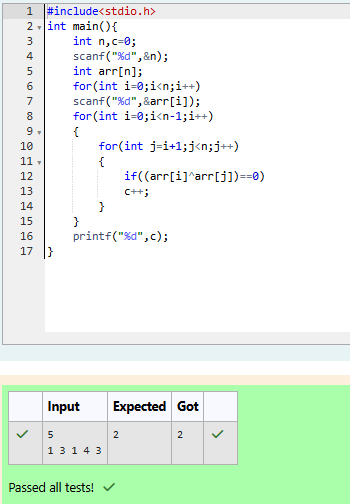 1 #include<stdio.h>
2 int main(){
3 int n,c=0;
4 scanf("%d",&n);
5 int arr[n];
6 for(int i=0;i<n;i++)
7 scanf("%d",&arr[i]);
8 for(int i=0;i<n-1;i++)
9 {
10 for(int j=i+1;j<n;j++)
11 {
12 if((arr[i]^arr[j])==0)
13 c++;
14 }
15 }
16 printf("%d",c);
17 }
Input Expected Got
5 2 2
1 3 1 4 3
Passed all tests!